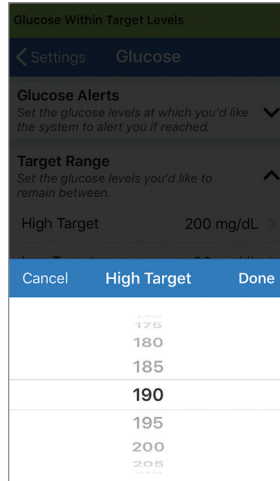 Glucose Within Target Levels
Settings Glucose
Glucose Alerts
Set the glucose levels at which you'd like
the system to alert you if reached.
Target Range
Set the glucose levels you'd like to
remain between.
High Target 200 mg/dL
Cancel High Target Done
175
180
185
190
195
200
205